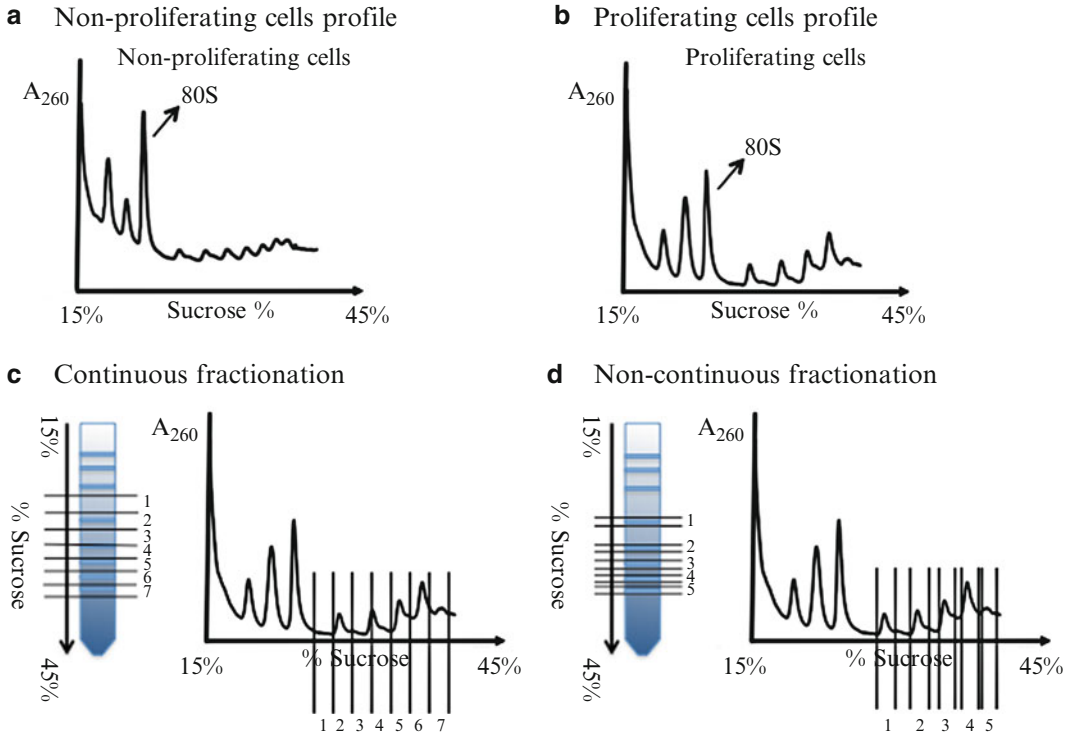 a Non-proliferating cells profile
Non-proliferating cells
A260
80S
15%
Sucrose %
45%
b Proliferating cells profile
Proliferating cells
A260
80S
15%
Sucrose %
45%
c Continuous fractionation
15%
% Sucrose
45%
1
2
3
4
5
6
7
A260
15%
% Sucrose
45%
1 2 3 4 5 6 7
d Non-continuous fractionation
15%
% Sucrose
45%
1
2
3
4
5
A260
15%
% Sucrose
45%
1 2 3 4 5